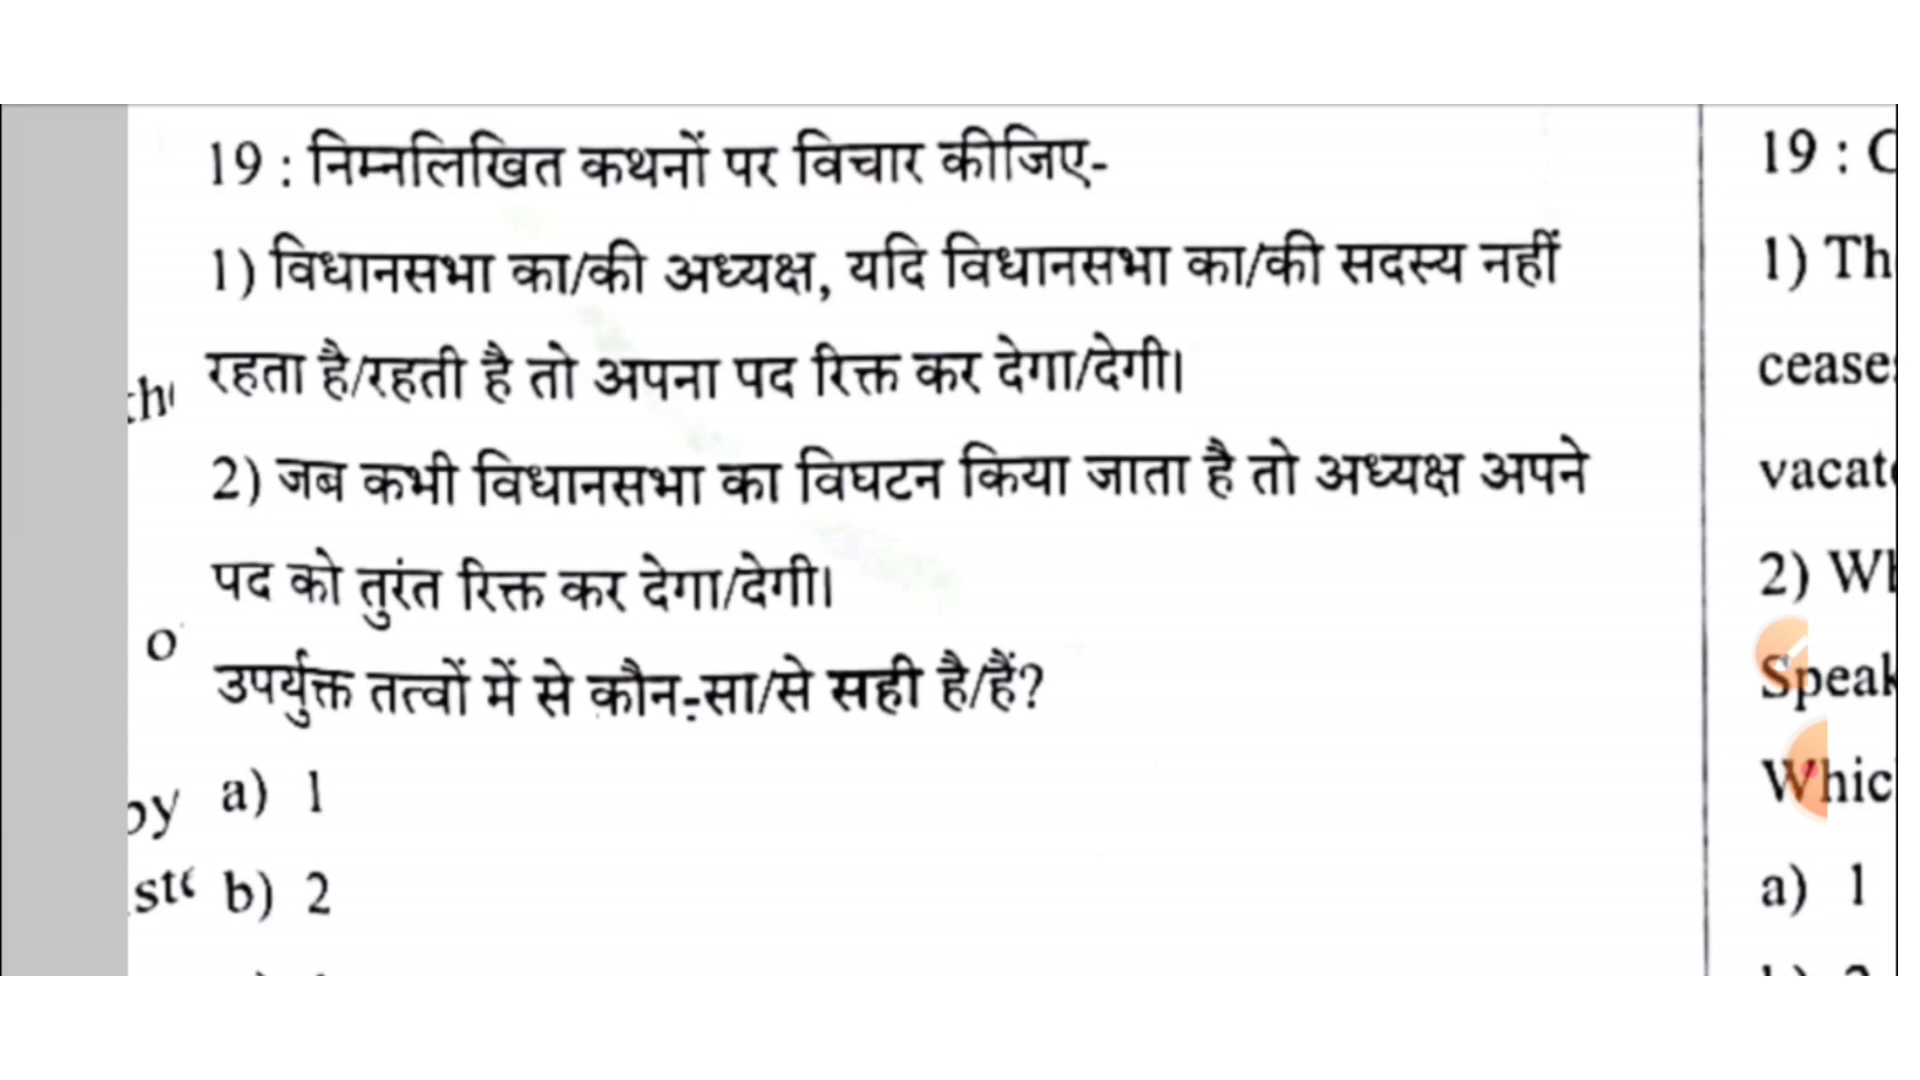 19 : निम्नलिखित कथनों पर विचार कीजिए-
1) विधानसभा का/की अध्यक्ष, यदि विधानसभा का/की सदस्य नहीं
रहता है/रहती है तो अपना पद रिक्त कर देगा/देगी।
2) जब कभी विधानसभा का विघटन किया जाता है तो अध्यक्ष अपने
पद को तुरंत रिक्त कर देगा/देगी।
उपर्युक्त तत्वों में से कौन-सा/से सही है/हैं?
a) 1
b) 2
19 :
1) Th
cease
vacat
2) Wh
Speak
Whic
a) 1